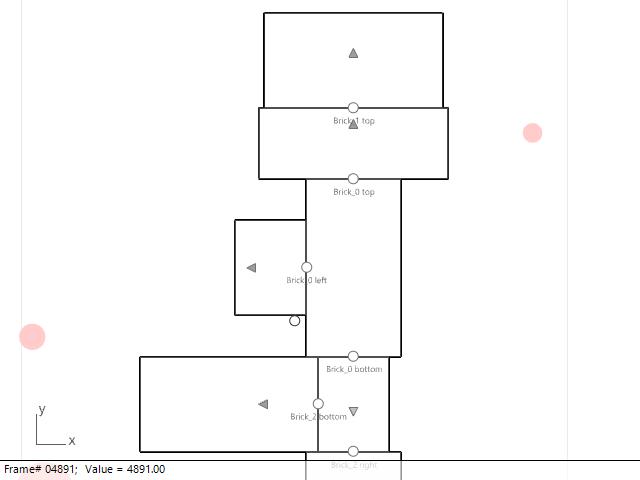 Brick_1 top
Brick_0 top
Brick_0 left
Brick_0 bottom
Brick_2 bottom
y
x
Brick_2 right
Frame# 04891; Value = 4891.00